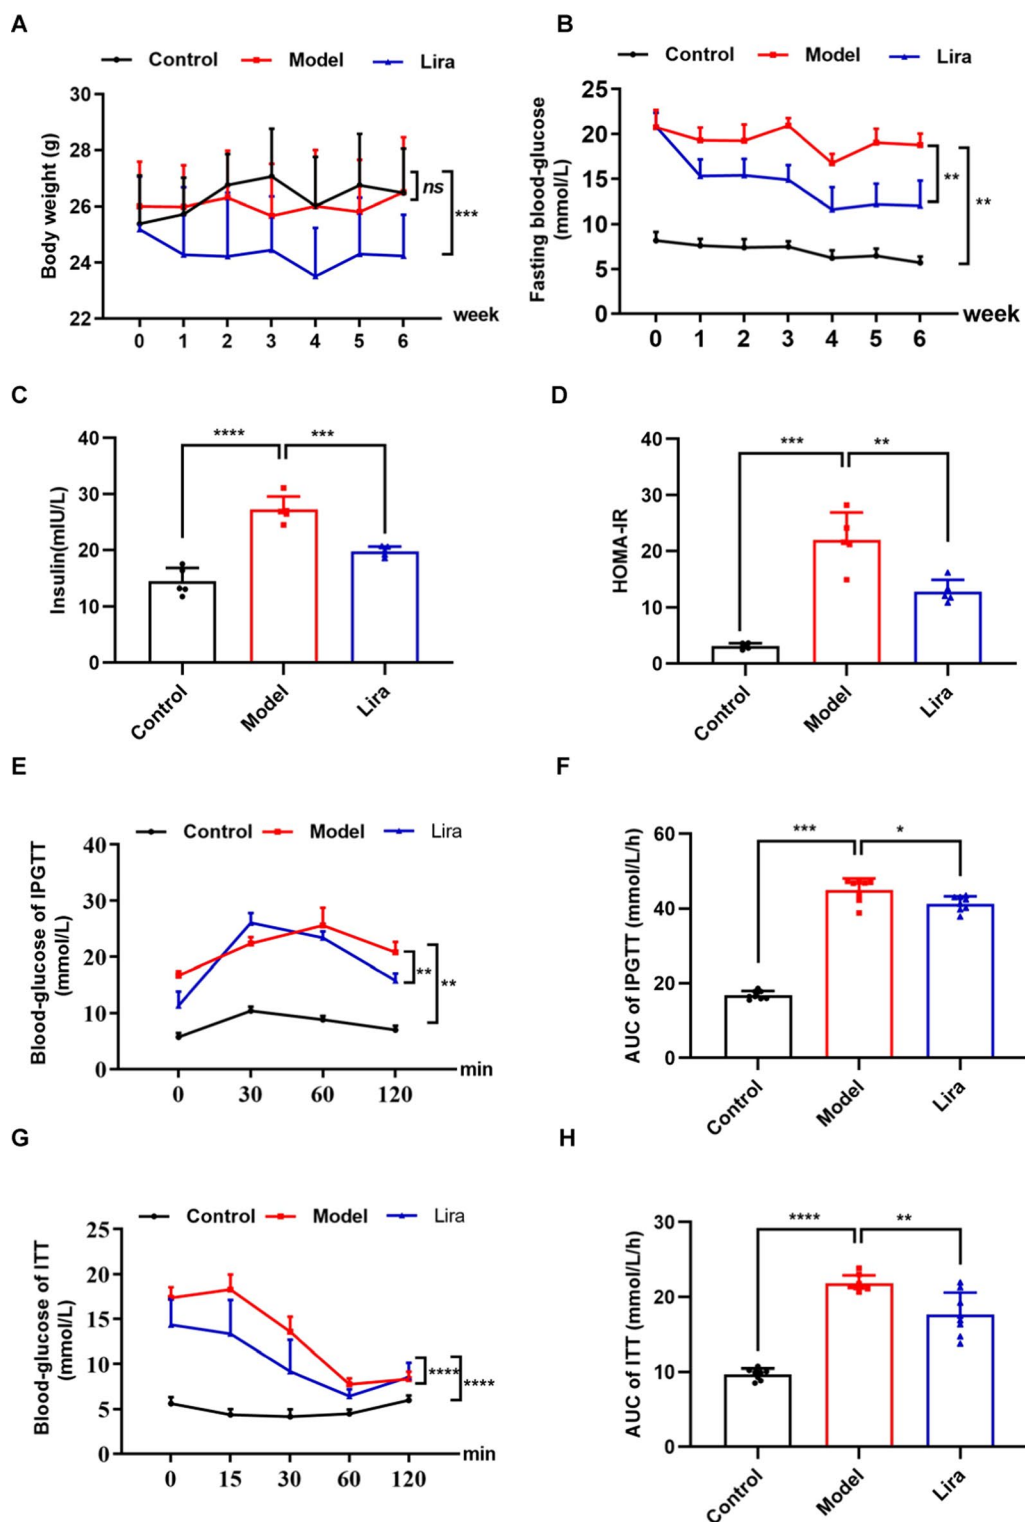 A
Control Model Lira
Body weight (g)
30
28
26
24
22
ns
***
week
0 1 2 3 4 5 6
B
Control Model Lira
Fasting blood-glucose
(mmol/L)
25
20
15
10
5
0
**
**
week
0 1 2 3 4 5 6
C
Insulin(mIU/L)
40
30
20
10
0
**** ***
Control Model Lira
D
HOMA-IR
40
30
20
10
0
*** **
Control Model Lira
E
Control Model Lira
Blood-glucose of IPGTT
(mmol/L)
40
30
20
10
0
**
**
min
0 30 60 120
F
AUC of IPGTT (mmol/L/h)
60
40
20
0
*** *
Control Model Lira
G
Control Model Lira
Blood-glucose of ITT
(mmol/L)
25
20
15
10
5
0
****
****
min
0 15 30 60 120
H
AUC of ITT (mmol/L/h)
30
20
10
0
**** **
Control Model Lira